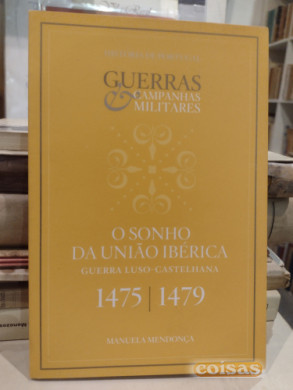 GUERRAS
& CAMPANHAS
MILITARES
O SONHO
DA UNIÃO IBÉRICA
GUERRA LUSO-CASTELHANA
1475 | 1479
MANUELA MENDONÇA
coisas